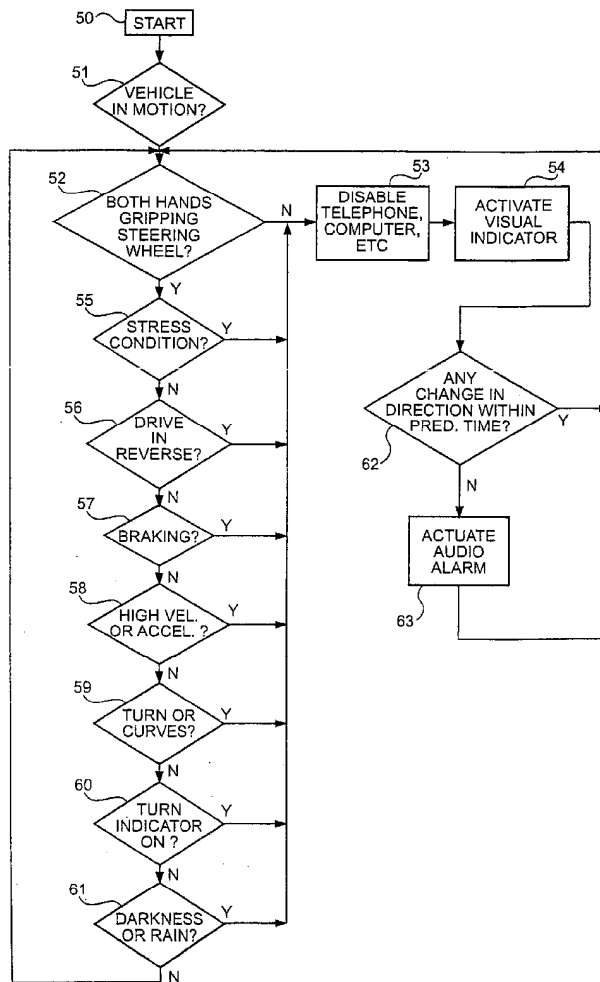 50
START
51
VEHICLE
IN MOTION?
52
BOTH HANDS
GRIPPING
STEERING
WHEEL?
N
Y
53
DISABLE
TELEPHONE,
COMPUTER,
ETC
54
ACTIVATE
VISUAL
INDICATOR
55
STRESS
CONDITION?
Y
N
56
DRIVE
IN
REVERSE?
Y
N
57
BRAKING?
Y
N
58
HIGH VEL.
OR ACCEL. ?
Y
N
59
TURN OR
CURVES?
Y
N
60
TURN
INDICATOR
ON ?
Y
N
61
DARKNESS
OR RAIN?
Y
N
ANY
CHANGE IN
DIRECTION WITHIN
PRED. TIME?
62
Y
N
ACTUATE
AUDIO
ALARM
63